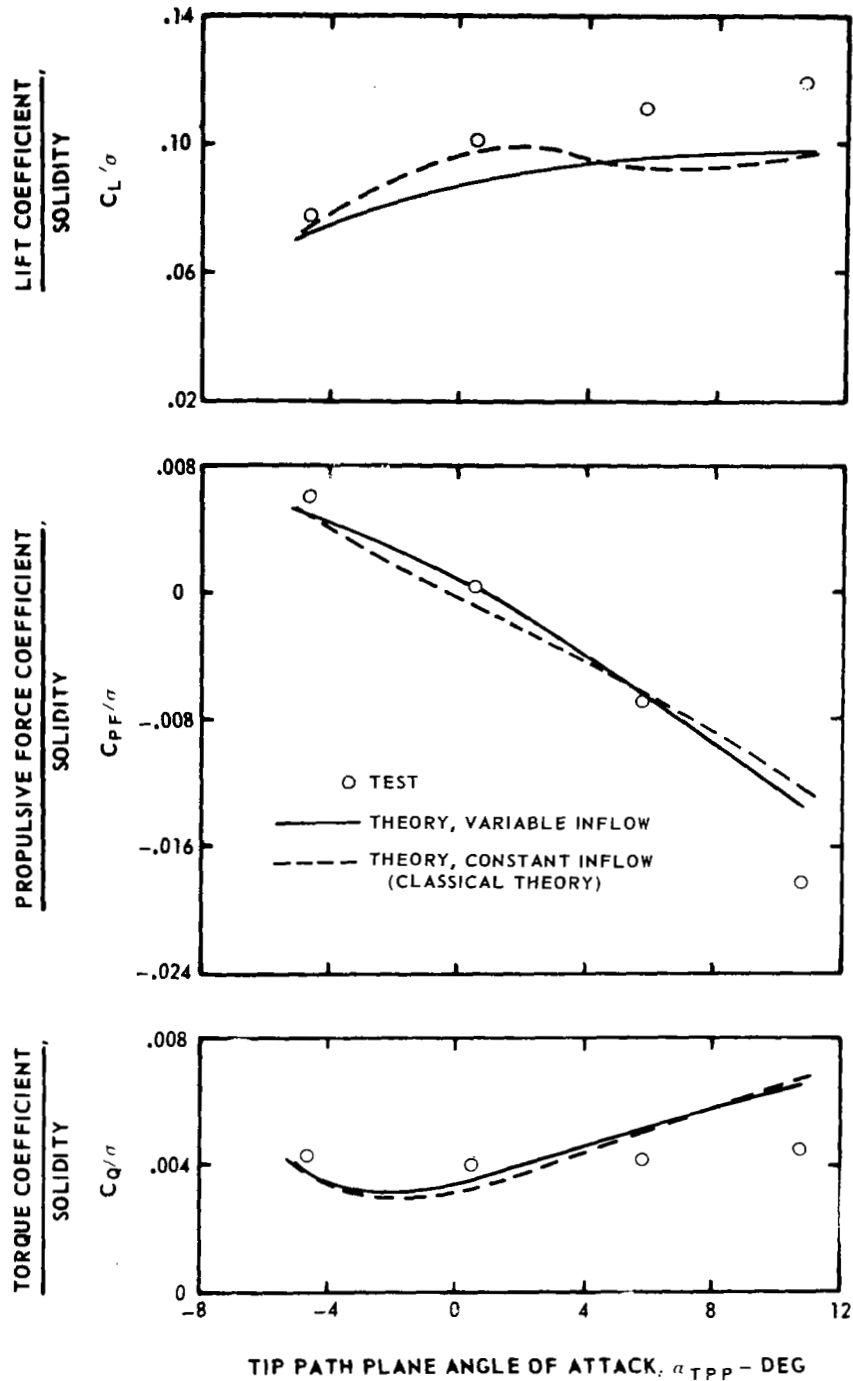 LIFT COEFFICIENT,
SOLIDITY
C_L/σ
.14
.10
.06
.02
PROPULSIVE FORCE COEFFICIENT,
SOLIDITY
C_PF/σ
.008
0
-.008
-.016
-.024
TEST
THEORY, VARIABLE INFLOW
THEORY, CONSTANT INFLOW
(CLASSICAL THEORY)
TORQUE COEFFICIENT,
SOLIDITY
C_Q/σ
.008
.004
0
-8 -4 0 4 8 12
TIP PATH PLANE ANGLE OF ATTACK, α_TPP - DEG